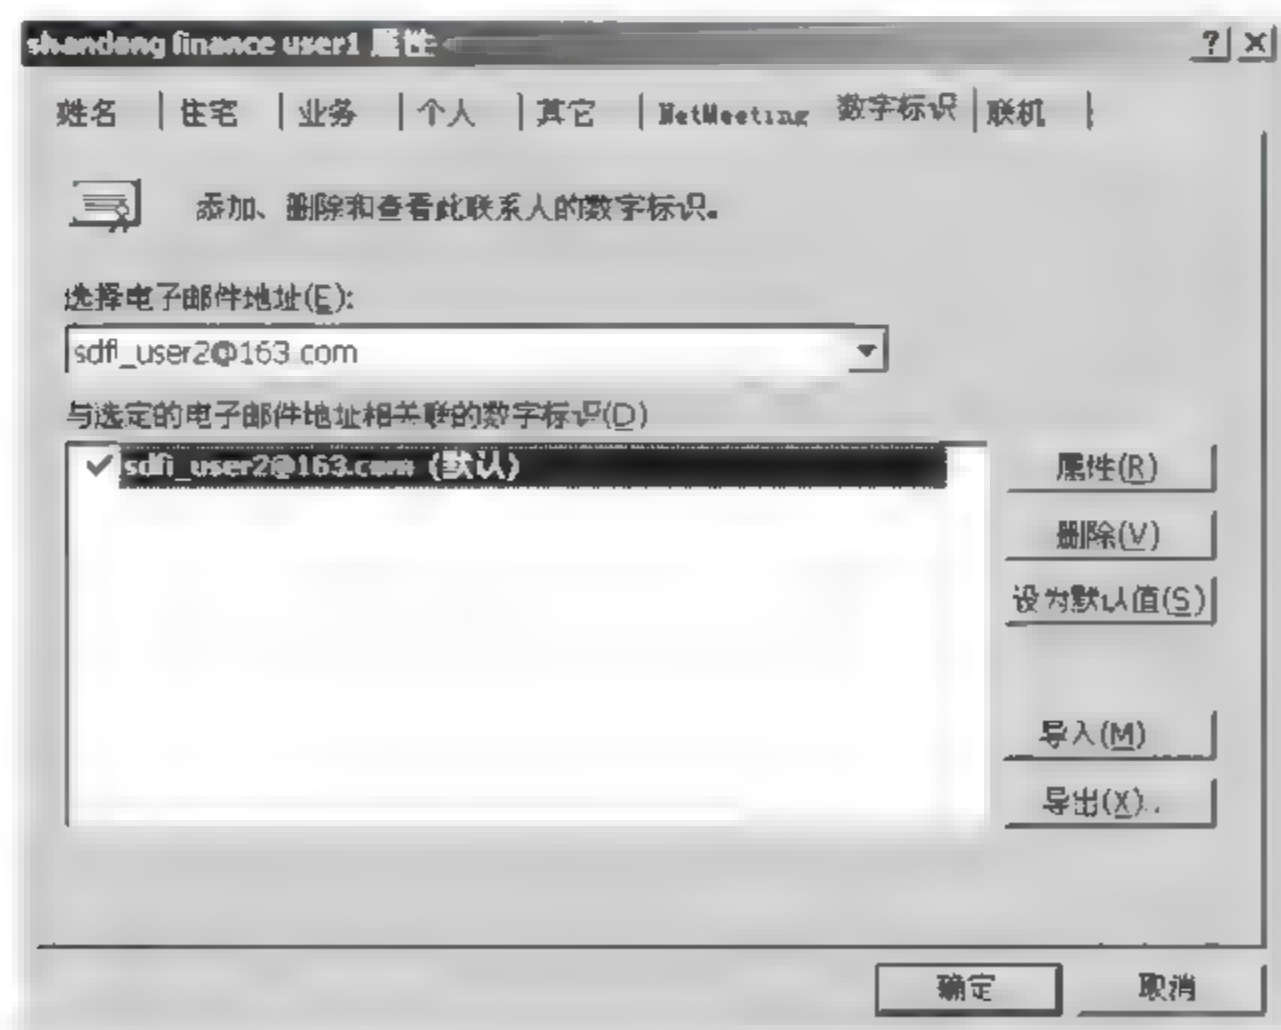 shandong finance user1 属性
? ×
姓名 住宅 业务 个人 其它 NetMeeting 数字标识 联机
添加、删除和查看此联系人的数字标识。
选择电子邮件地址(E):
sdfi_user2@163.com
与选定的电子邮件地址相关联的数字标识(D)
sdfi_user2@163.com (默认)
属性(R)
删除(V)
设为默认值(S)
导入(M)
导出(X)..
确定 取消